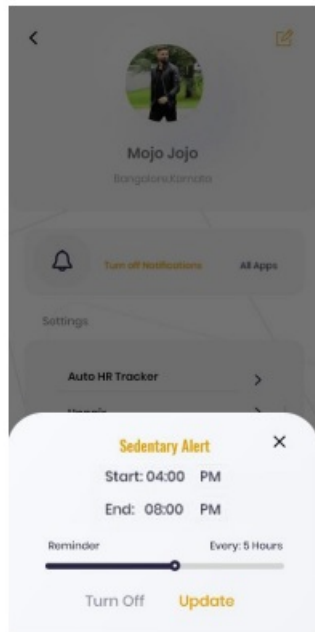 Mojo Jojo
Bangalore,Karnata
Turn off Notifications All Apps
Settings
Auto HR Tracker
Sedentary Alert
Start: 04:00 PM
End: 08:00 PM
Reminder Every: 5 Hours
Turn Off Update